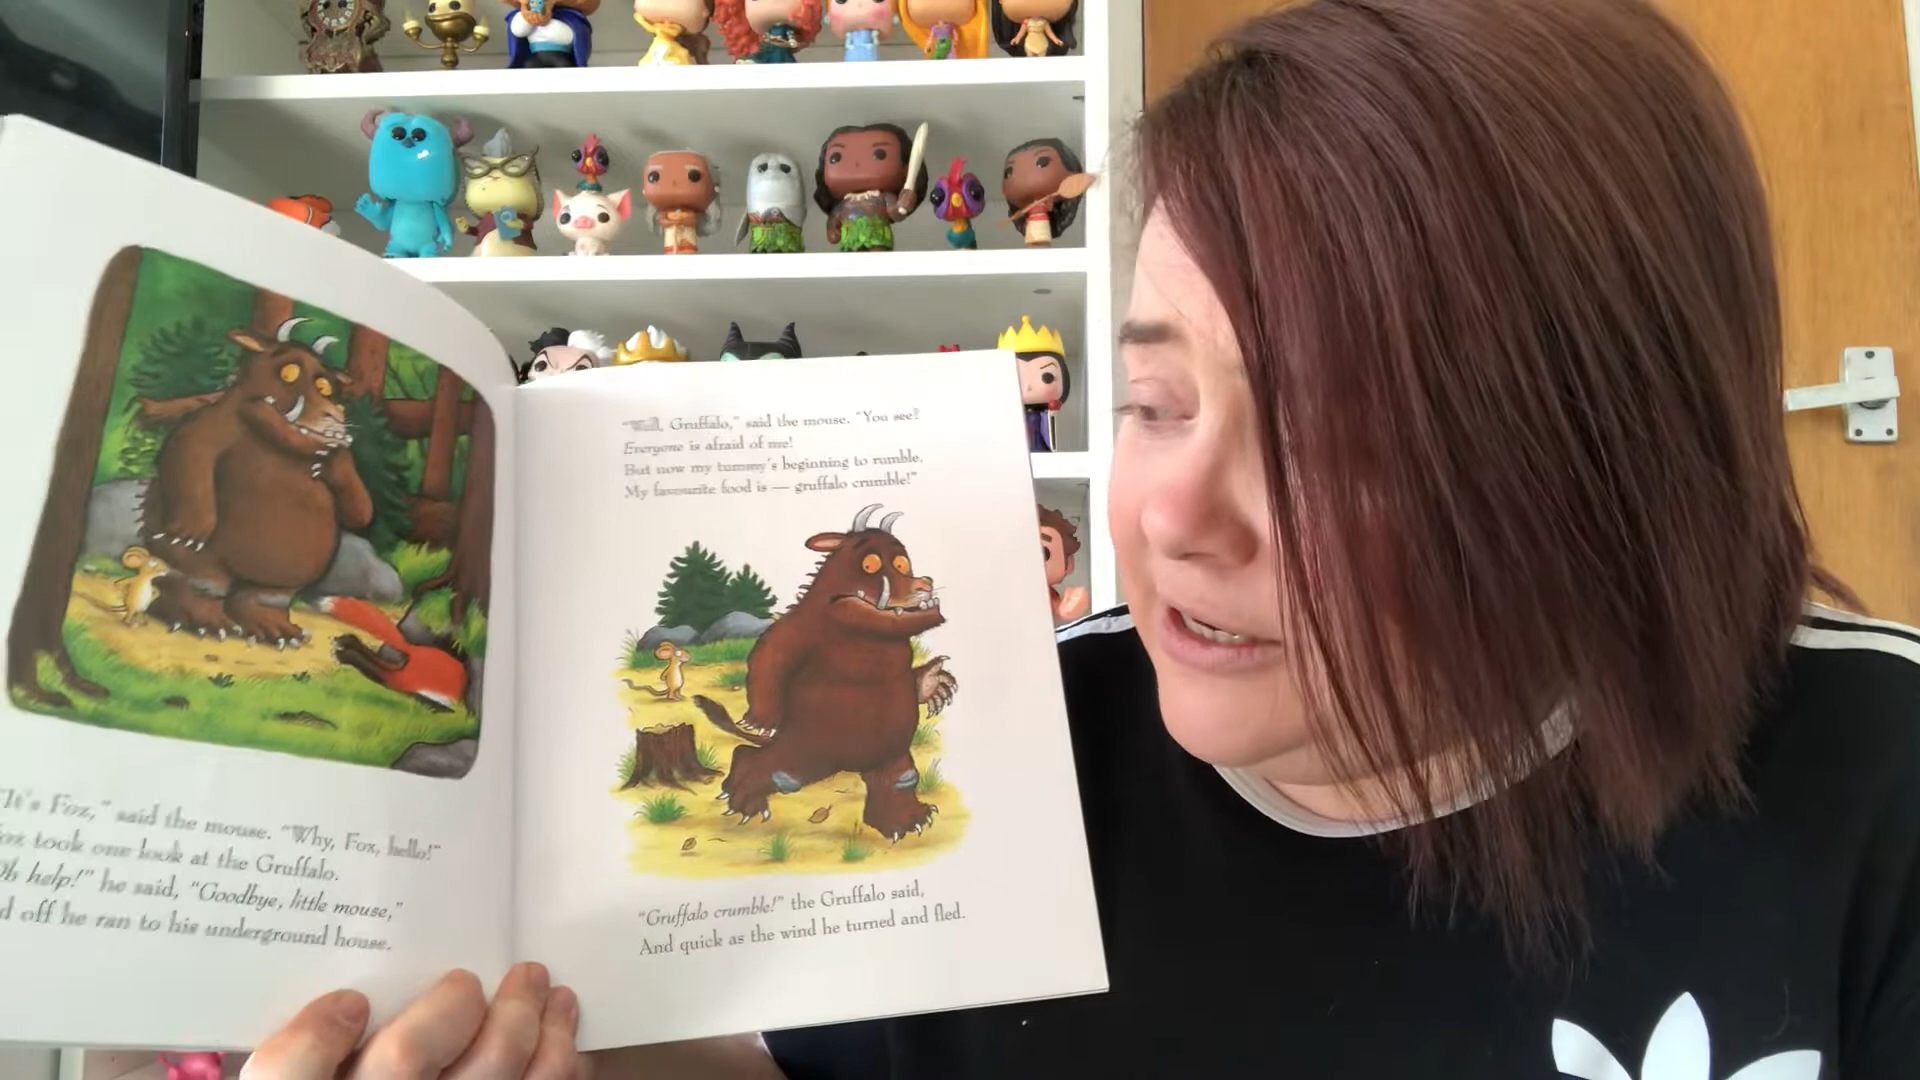 "It's Fox," said the mouse. "Why, Fox, hello!"
Fox took one look at the Gruffalo.
"Oh help!" he said, "Goodbye, little mouse,"
And off he ran to his underground house.
"Well, Gruffalo," said the mouse. "You see?
Everyone is afraid of me!
But now my tummy's beginning to rumble.
My favourite food is — gruffalo crumble!"
"Gruffalo crumble!" the Gruffalo said,
And quick as the wind he turned and fled.